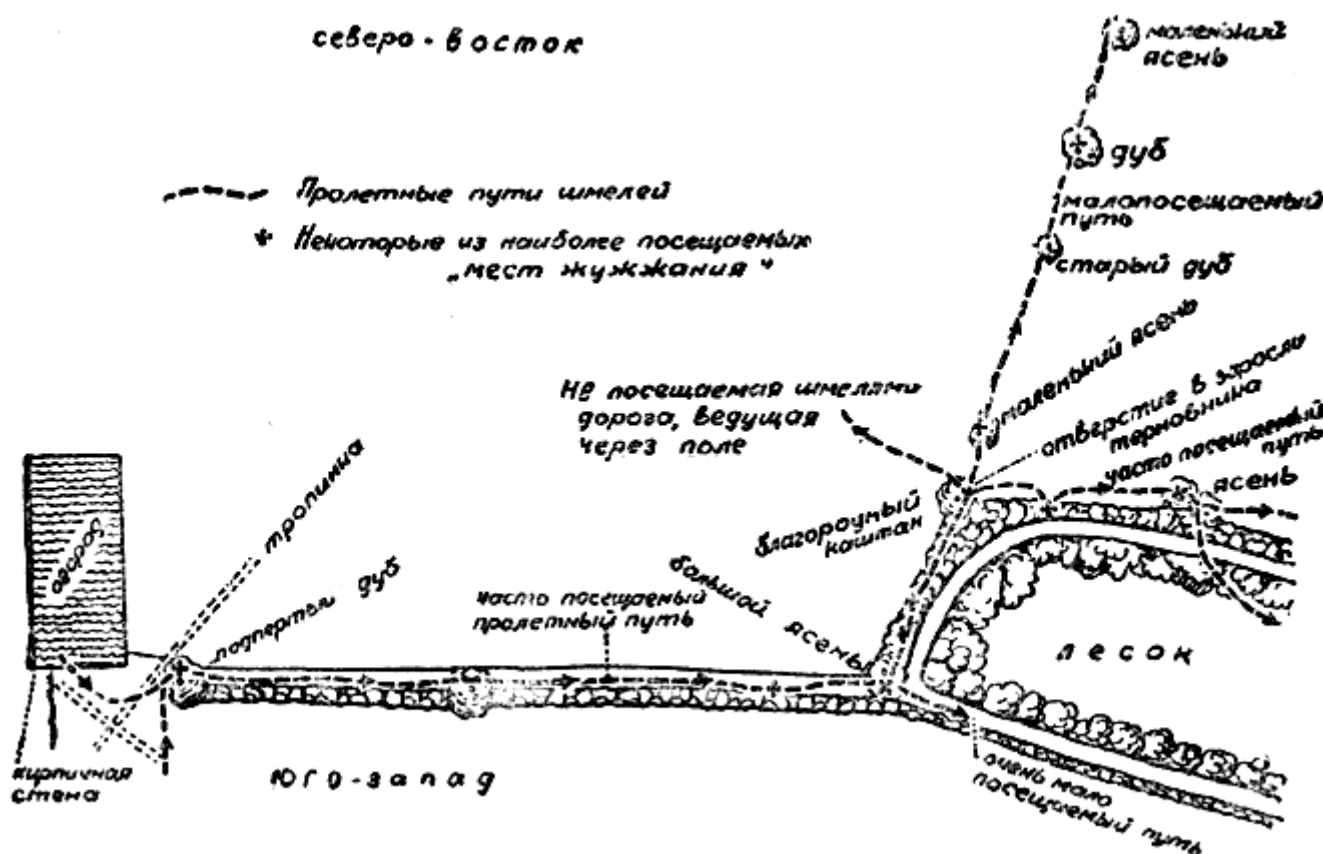 северо-восток
маленький
ясень
дуб
Пролетные пути шмелей
малопосещаемый
путь
Некоторые из наиболее посещаемых
„мест жужжания“
старый дуб
маленький ясень
Не посещаемая шмелями
дорога, ведущая
через поле
отверстие в заросли
терновника
часто посещаемый
путь
ясень
благородный
каштан
огород
тропинка
подпертый дуб
часто посещаемый
пролетный путь
большой ясень
лесок
кирпичная
стена
юго-запад
очень мало
посещаемый путь